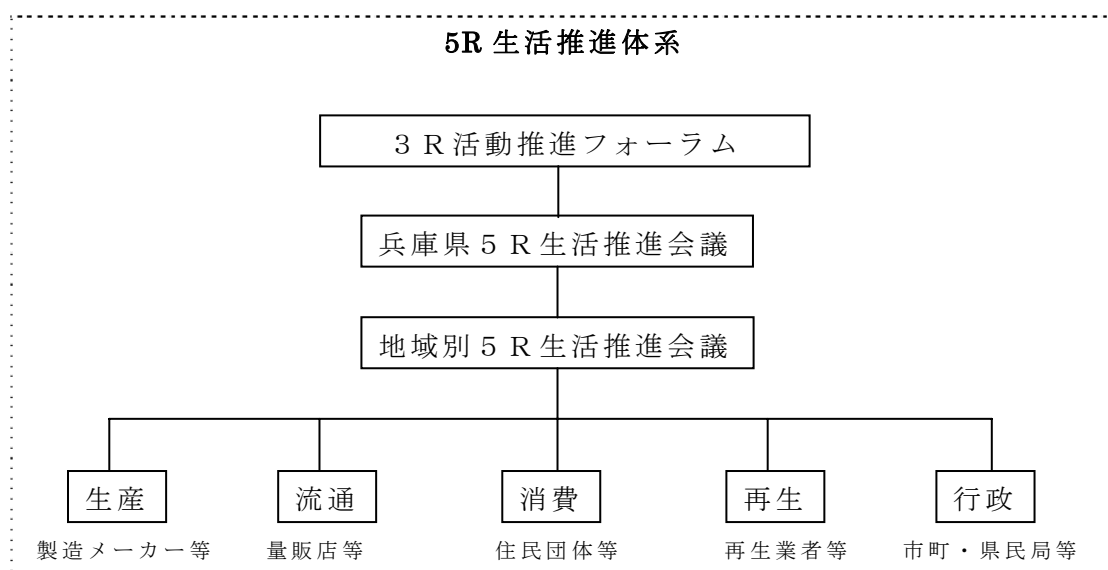 5R 生活推進体系
3R活動推進フォーラム
兵庫県5R生活推進会議
地域別5R生活推進会議
生産 流通 消費 再生 行政
製造メーカー等 量販店等 住民団体等 再生業者等 市町・県民局等